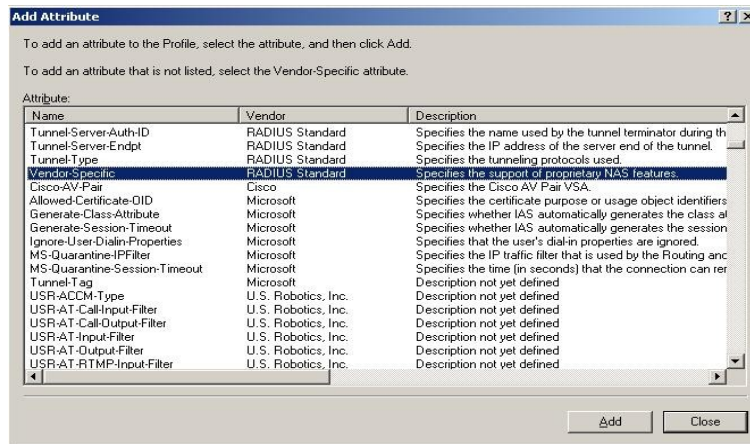 Add Attribute
To add an attribute to the Profile, select the attribute, and then click Add.
To add an attribute that is not listed, select the Vendor-Specific attribute.
Attribute:
Name Vendor Description
Tunnel-Server-Auth-ID RADIUS Standard Specifies the name used by the tunnel terminator during th
Tunnel-Server-Endpt RADIUS Standard Specifies the IP address of the server end of the tunnel.
Tunnel-Type RADIUS Standard Specifies the tunneling protocols used.
Vendor-Specific RADIUS Standard Specifies the support of proprietary NAS features.
Cisco-AV-Pair Cisco Specifies the Cisco AV Pair VSA.
Allowed-Certificate-OID Microsoft Specifies the certificate purpose or usage object identifiers
Generate-Class-Attribute Microsoft Specifies whether IAS automatically generates the class at
Generate-Session-Timeout Microsoft Specifies whether IAS automatically generates the session
Ignore-User-Dialin-Properties Microsoft Specifies that the user's dial-in properties are ignored.
MS-Quarantine-IPFilter Microsoft Specifies the IP traffic filter that is used by the Routing and
MS-Quarantine-Session-Timeout Microsoft Specifies the time (in seconds) that the connection can rer
Tunnel-Tag Microsoft Description not yet defined
USR-ACCM-Type U.S. Robotics, Inc. Description not yet defined
USR-AT-Call-Input-Filter U.S. Robotics, Inc. Description not yet defined
USR-AT-Call-Output-Filter U.S. Robotics, Inc. Description not yet defined
USR-AT-Input-Filter U.S. Robotics, Inc. Description not yet defined
USR-AT-Output-Filter U.S. Robotics, Inc. Description not yet defined
USR-AT-RTMP-Input-Filter U.S. Robotics, Inc. Description not yet defined
Add Close